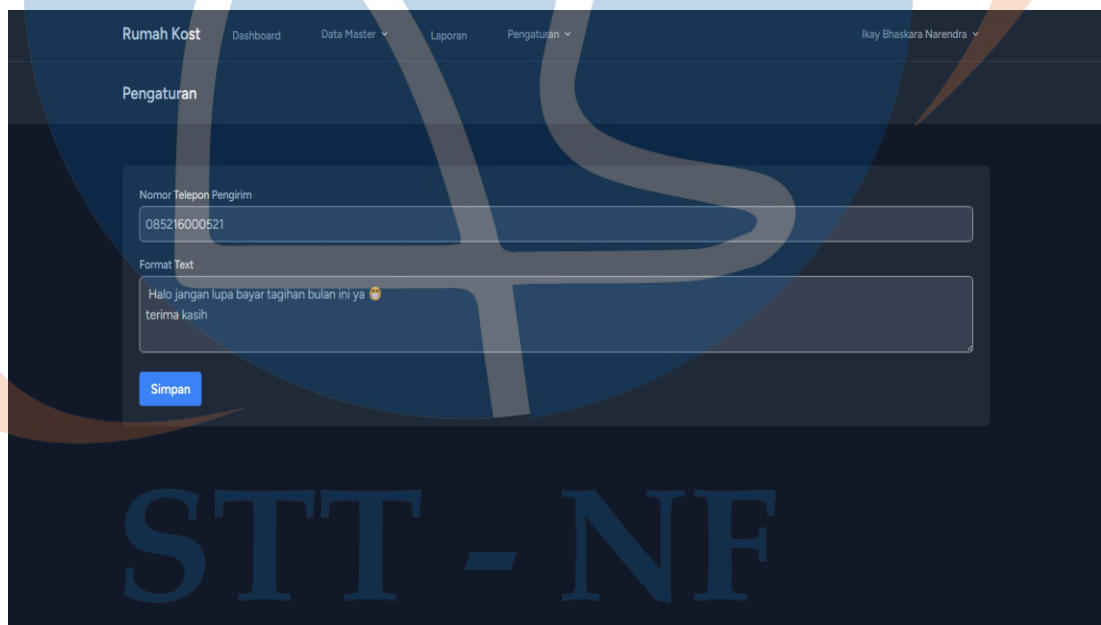 Rumah Kost Dashboard Data Master Laporan Pengaturan Ikay Bhaskara Narendra
Pengaturan
Nomor Telepon Pengirim
085216000521
Format Text
Halo jangan lupa bayar tagihan bulan ini ya 😁
terima kasih
Simpan
STT - NF